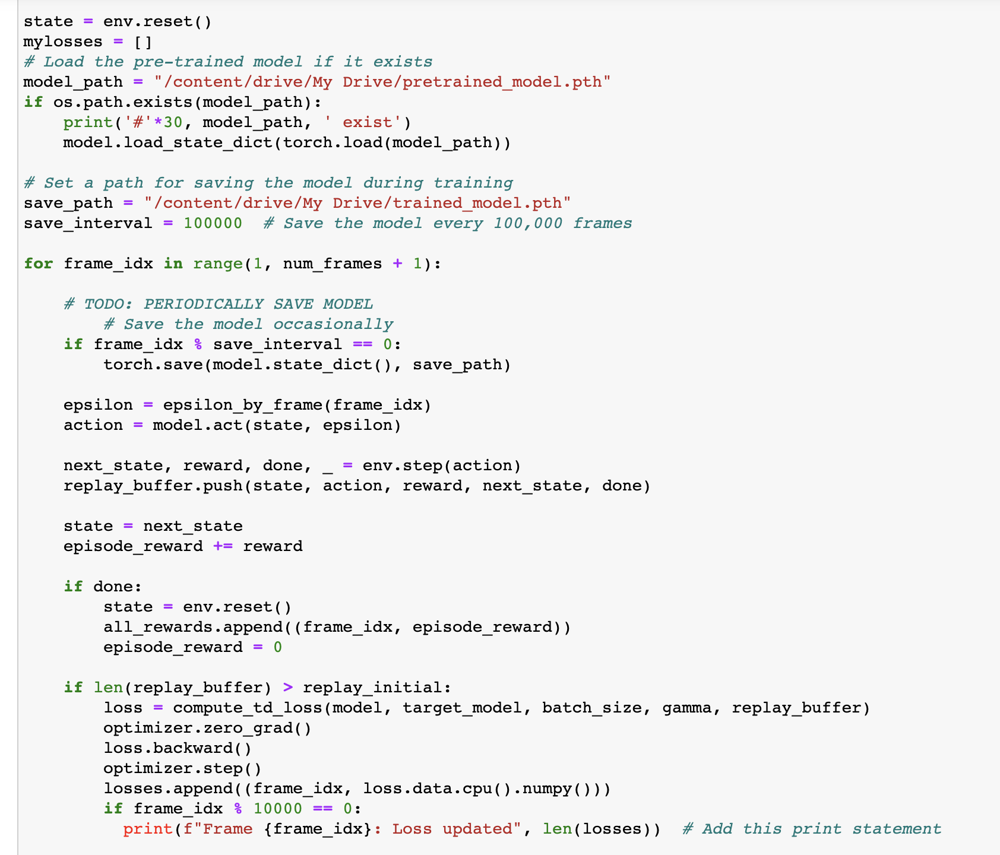 state = env.reset()
mylosses = []
# Load the pre-trained model if it exists
model_path = "/content/drive/My Drive/pretrained_model.pth"
if os.path.exists(model_path):
    print('#'*30, model_path, ' exist')
    model.load_state_dict(torch.load(model_path))

# Set a path for saving the model during training
save_path = "/content/drive/My Drive/trained_model.pth"
save_interval = 100000  # Save the model every 100,000 frames

for frame_idx in range(1, num_frames + 1):

    # TODO: PERIODICALLY SAVE MODEL
        # Save the model occasionally
    if frame_idx % save_interval == 0:
        torch.save(model.state_dict(), save_path)

    epsilon = epsilon_by_frame(frame_idx)
    action = model.act(state, epsilon)

    next_state, reward, done, _ = env.step(action)
    replay_buffer.push(state, action, reward, next_state, done)

    state = next_state
    episode_reward += reward

    if done:
        state = env.reset()
        all_rewards.append((frame_idx, episode_reward))
        episode_reward = 0

    if len(replay_buffer) > replay_initial:
        loss = compute_td_loss(model, target_model, batch_size, gamma, replay_buffer)
        optimizer.zero_grad()
        loss.backward()
        optimizer.step()
        losses.append((frame_idx, loss.data.cpu().numpy()))
        if frame_idx % 10000 == 0:
          print(f"Frame {frame_idx}: Loss updated", len(losses))  # Add this print statement